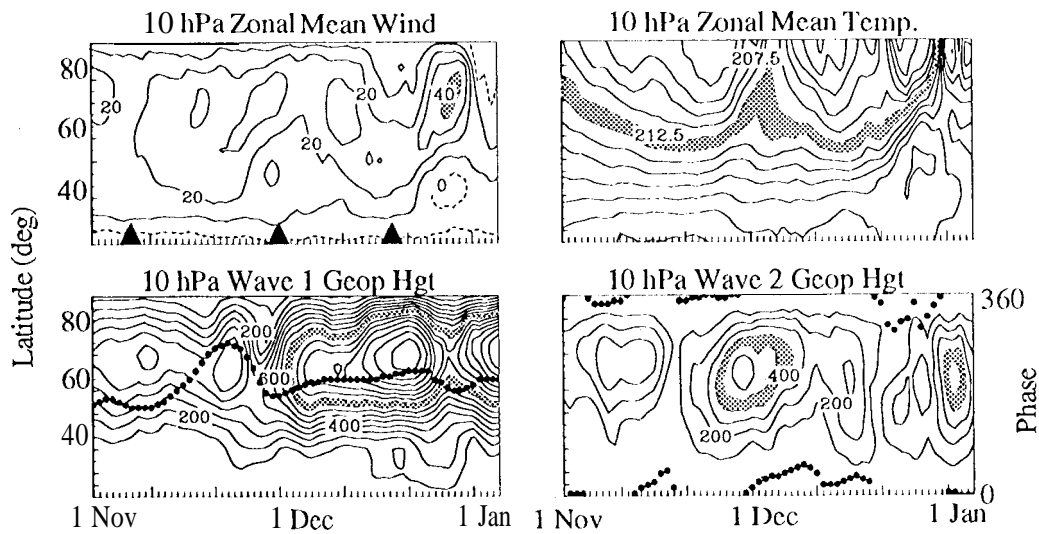 10 hPa Zonal Mean Wind
10 hPa Zonal Mean Temp.
80
60
40
20
20
20
20
40
0
207.5
212.5
Latitude (deg)
10 hPa Wave 1 Geop Hgt
10 hPa Wave 2 Geop Hgt
80
60
40
200
600
200
400
400
200
200
360
0
Phase
1 Nov
1 Dec
1 Jan
1 Nov
1 Dec
1 Jan